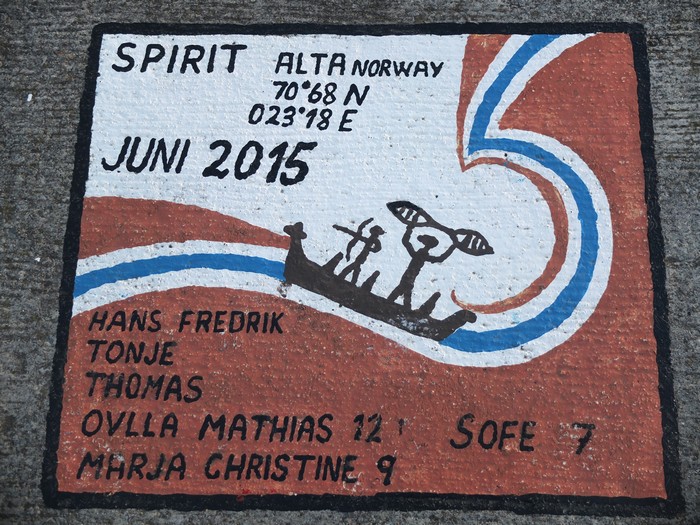 SPIRIT ALTA NORWAY
70°68 N
023°18 E
JUNI 2015
HANS FREDRIK
TONJE
THOMAS
OVLLA MATHIAS 12 SOFE 7
MARJA CHRISTINE 9